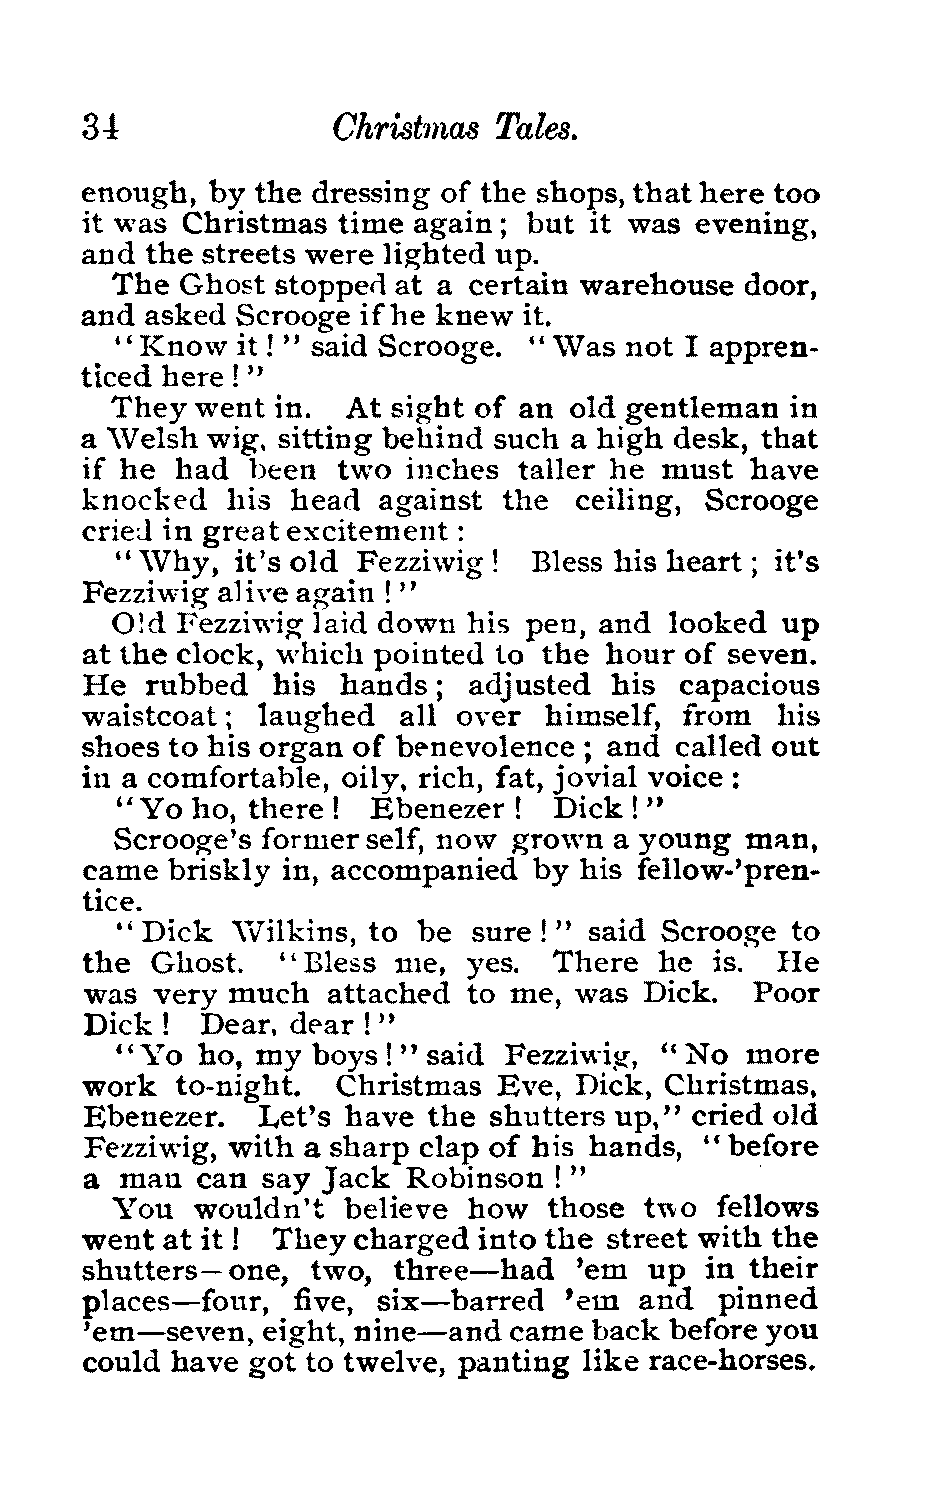 34 Christmas Tales.
enough, by the dressing of the shops, that here too
it was Christmas time again; but it was evening,
and the streets were lighted up.
The Ghost stopped at a certain warehouse door,
and asked Scrooge if he knew it.
"Know it!" said Scrooge. "Was not I appren-
ticed here!"
They went in. At sight of an old gentleman in
a Welsh wig, sitting behind such a high desk, that
if he had been two inches taller he must have
knocked his head against the ceiling, Scrooge
cried in great excitement:
"Why, it's old Fezziwig! Bless his heart; it's
Fezziwig alive again!"
Old Fezziwig laid down his pen, and looked up
at the clock, which pointed to the hour of seven.
He rubbed his hands; adjusted his capacious
waistcoat; laughed all over himself, from his
shoes to his organ of benevolence; and called out
in a comfortable, oily, rich, fat, jovial voice:
"Yo ho, there! Ebenezer! Dick!"
Scrooge's former self, now grown a young man,
came briskly in, accompanied by his fellow-'pren-
tice.
"Dick Wilkins, to be sure!" said Scrooge to
the Ghost. "Bless me, yes. There he is. He
was very much attached to me, was Dick. Poor
Dick! Dear, dear!"
"Yo ho, my boys!" said Fezziwig, "No more
work to-night. Christmas Eve, Dick, Christmas,
Ebenezer. Let's have the shutters up," cried old
Fezziwig, with a sharp clap of his hands, "before
a man can say Jack Robinson!"
You wouldn't believe how those two fellows
went at it! They charged into the street with the
shutters—one, two, three—had 'em up in their
places—four, five, six—barred 'em and pinned
'em—seven, eight, nine—and came back before you
could have got to twelve, panting like race-horses.